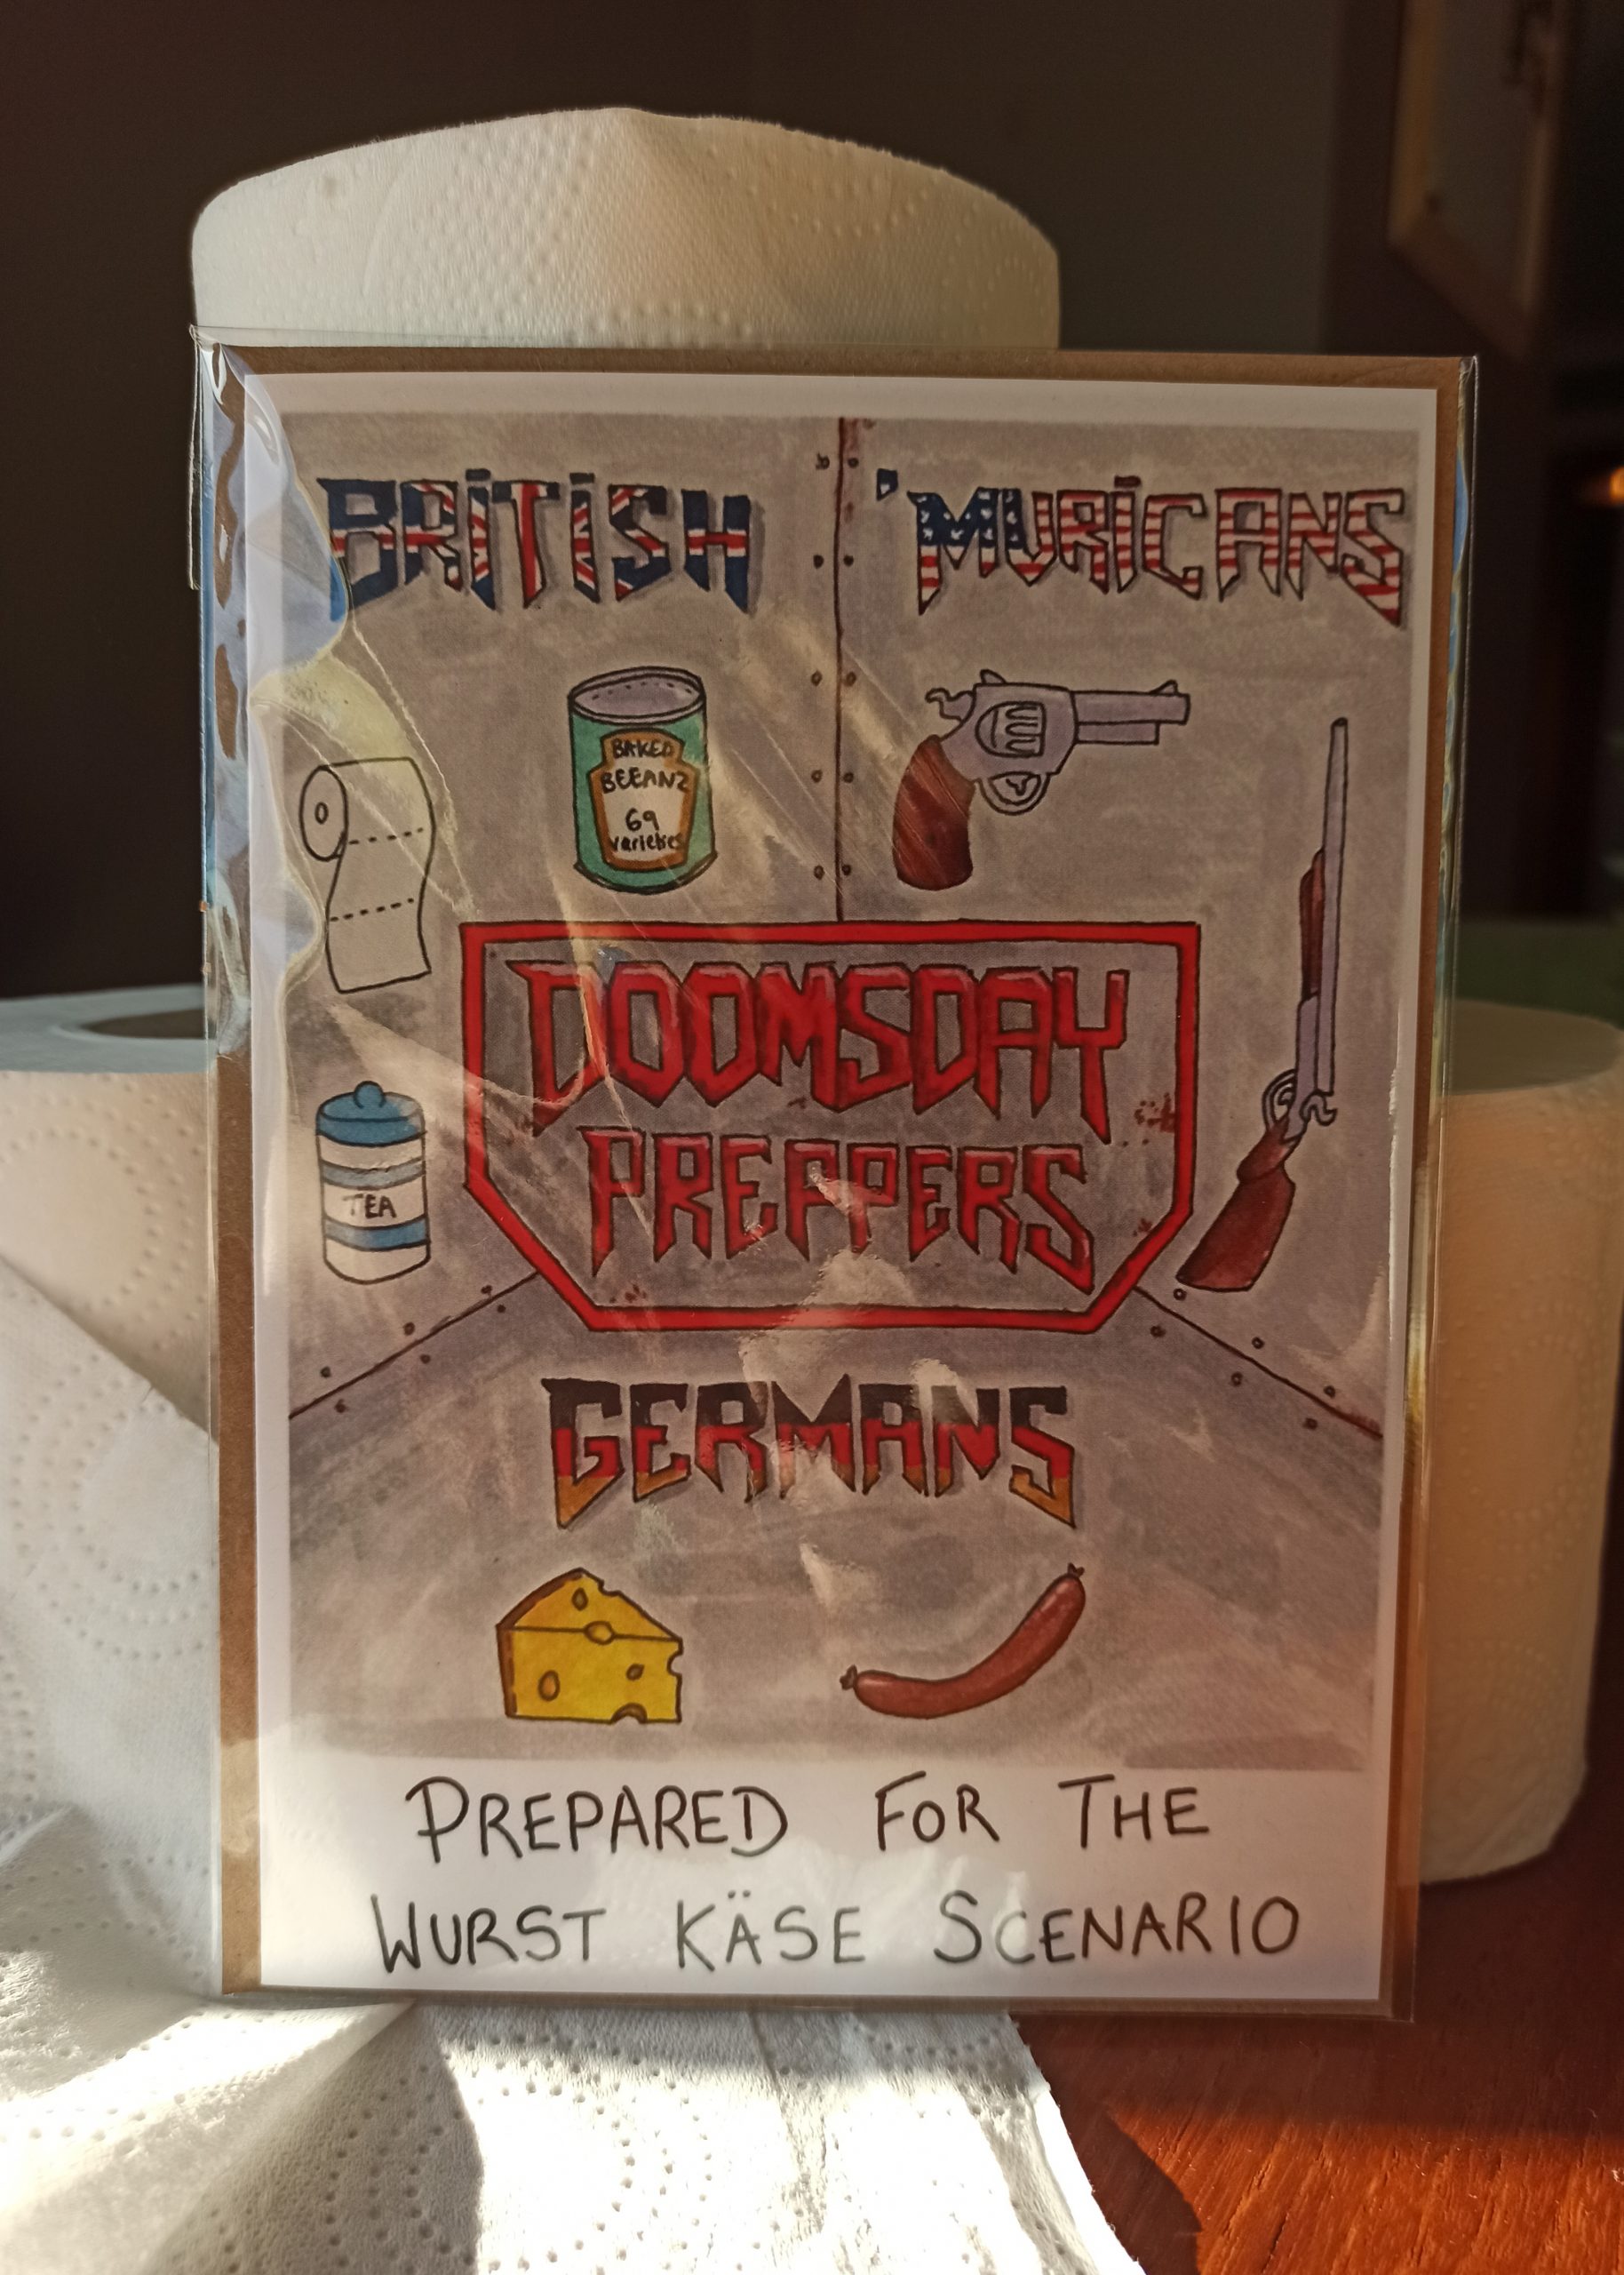 BRITISH
'MURICANS
BAKED
BEEANZ
69
varieties
DOOMSDAY
PREPPERS
TEA
GERMANS
PREPARED FOR THE
WURST KÄSE SCENARIO